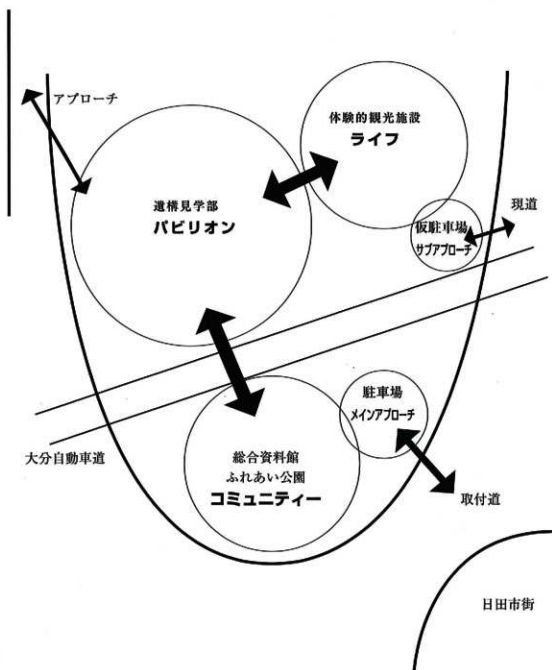 アプローチ
体験的観光施設
ライフ
遺構見学部
パビリオン
仮駐車場
サブアプローチ
現道
駐車場
メインアプローチ
大分自動車道
総合資料館
ふれあい公園
コミュニティー
取付道
日田市街